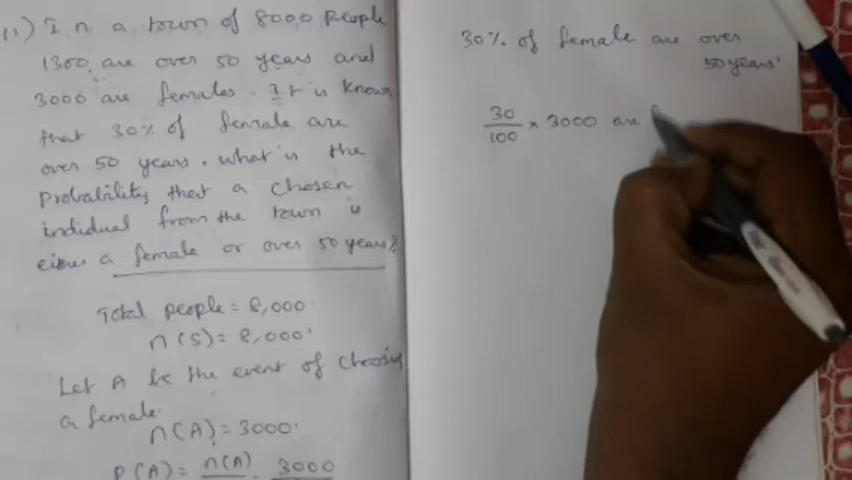 11) In a town of 8000 people
1300 are over 50 years and
3000 are females. It is known
that 30% of female are
over 50 years. what is the
Probability that a chosen
indidual from the town is
either a female or over 50 years?
Total people = 8,000.
n(S) = 8,000.
Let A be the event of choosing
a female.
n(A) = 3000.
P(A) = n(A) 3000
30% of female are over
50 years.
30/100 × 3000 are